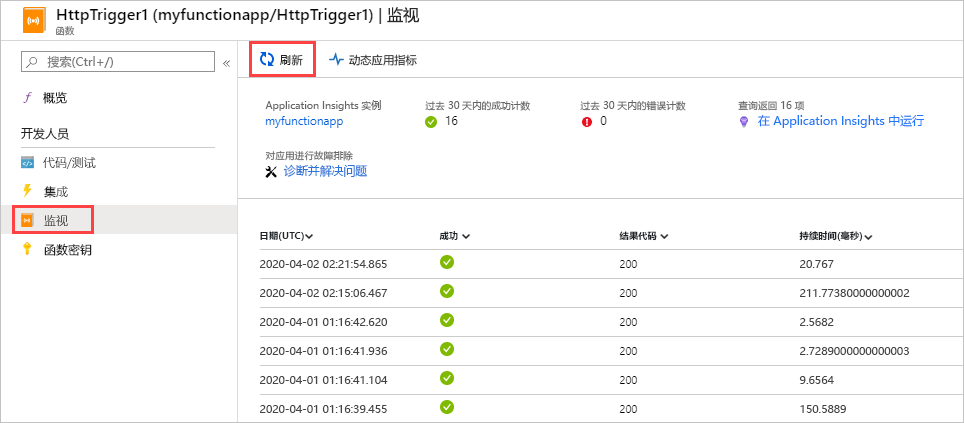 HttpTrigger1 (myfunctionapp/HttpTrigger1) | 监视
函数
搜索(Ctrl+/)
«
概览
开发人员
代码/测试
集成
监视
函数密钥
刷新
动态应用指标
Application Insights 实例
myfunctionapp
过去 30 天内的成功计数
16
过去 30 天内的错误计数
0
查询返回 16 项
在 Application Insights 中运行
对应用进行故障排除
诊断并解决问题
日期(UTC) 成功 结果代码 持续时间(毫秒)
2020-04-02 02:21:54.865 200 20.767
2020-04-02 02:15:06.467 200 211.77380000000002
2020-04-01 01:16:42.620 200 2.5682
2020-04-01 01:16:41.936 200 2.7289000000000003
2020-04-01 01:16:41.104 200 9.6564
2020-04-01 01:16:39.455 200 150.5889